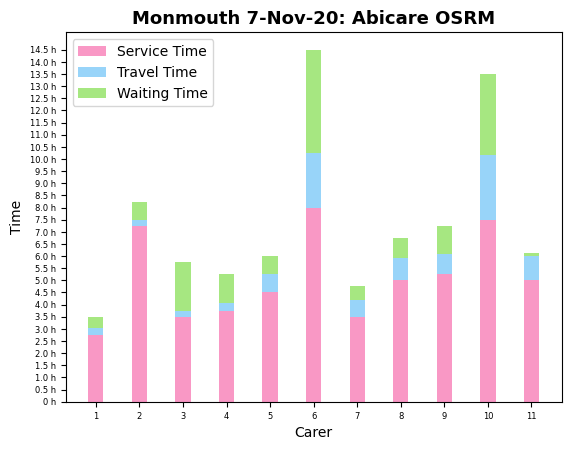 Monmouth 7-Nov-20: Abicare OSRM
Service Time
Travel Time
Waiting Time
Time
14.5 h
14.0 h
13.5 h
13.0 h
12.5 h
12.0 h
11.5 h
11.0 h
10.5 h
10.0 h
9.5 h
9.0 h
8.5 h
8.0 h
7.5 h
7.0 h
6.5 h
6.0 h
5.5 h
5.0 h
4.5 h
4.0 h
3.5 h
3.0 h
2.5 h
2.0 h
1.5 h
1.0 h
0.5 h
0 h
1 2 3 4 5 6 7 8 9 10 11
Carer